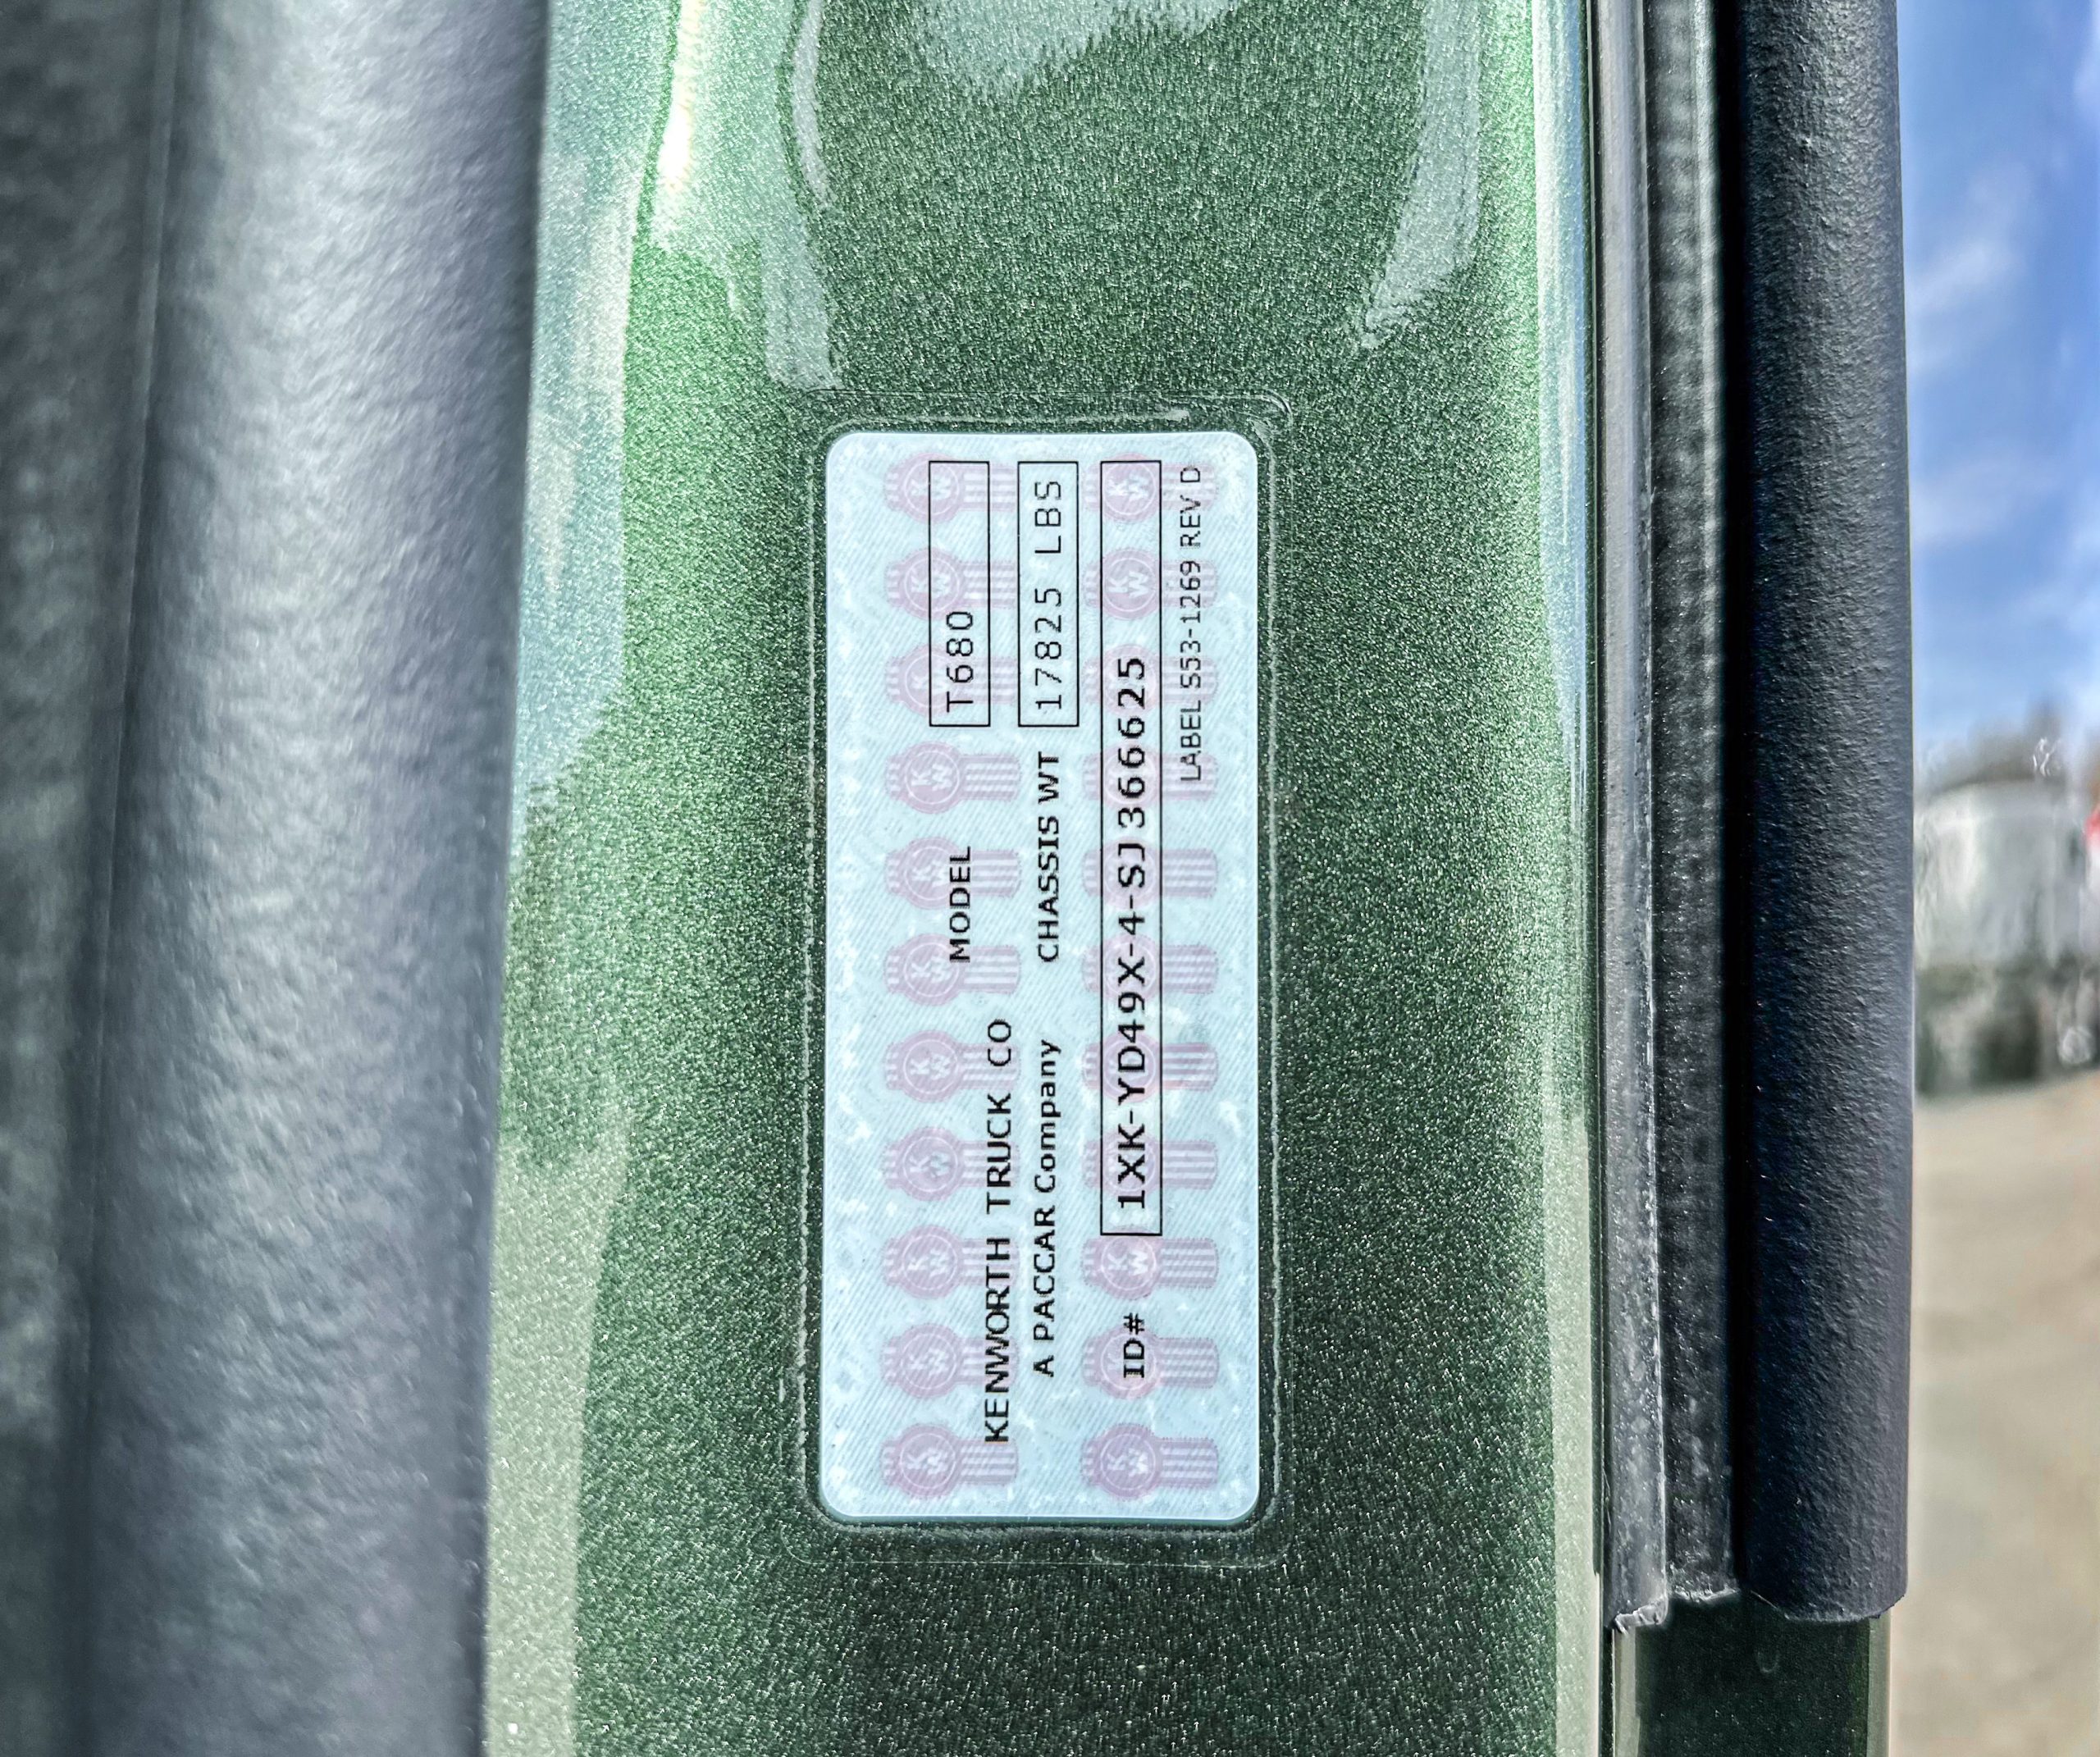 KENWORTH TRUCK CO
A PACCAR Company
MODEL T680
CHASSIS WT 17825 LBS
ID# 1XK-YD49X-4-SJ366625
LABEL S53-1269 REV D